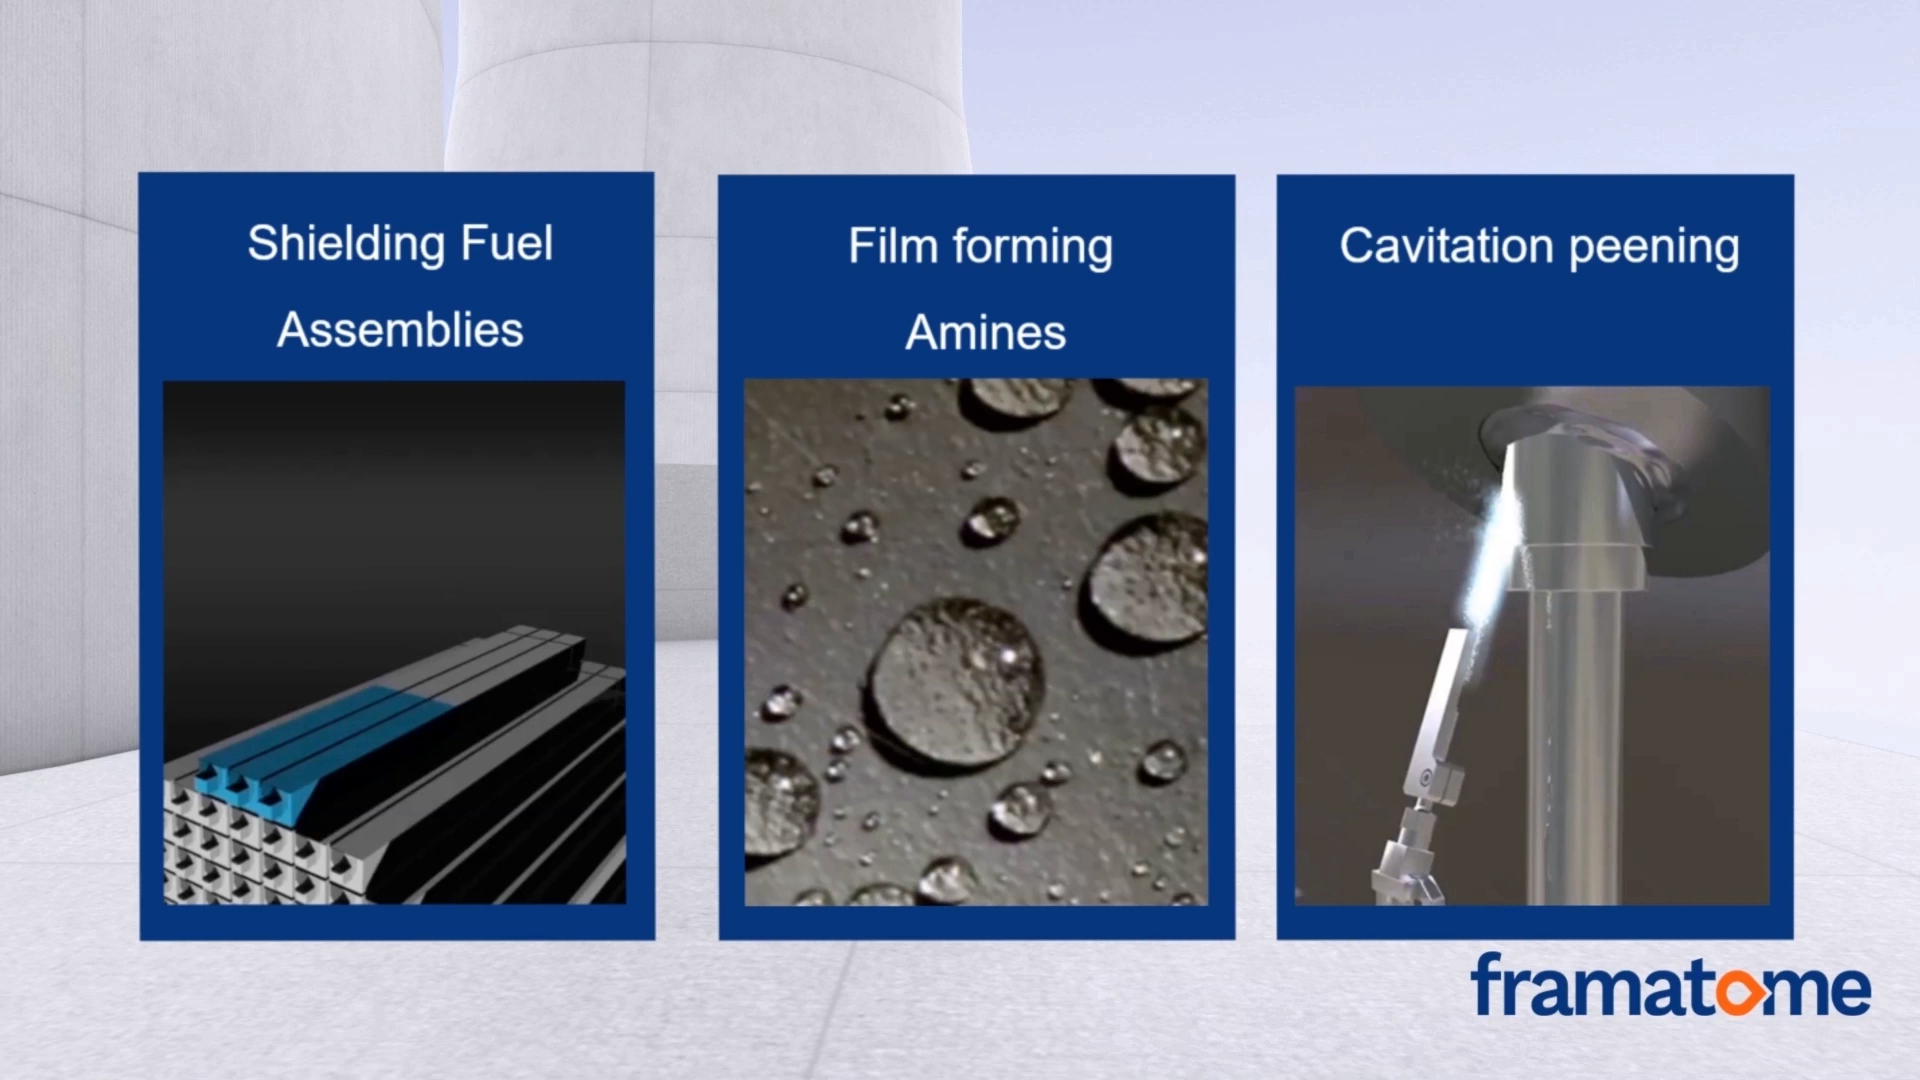 Shielding Fuel
Assemblies
Film forming
Amines
Cavitation peening
framatome